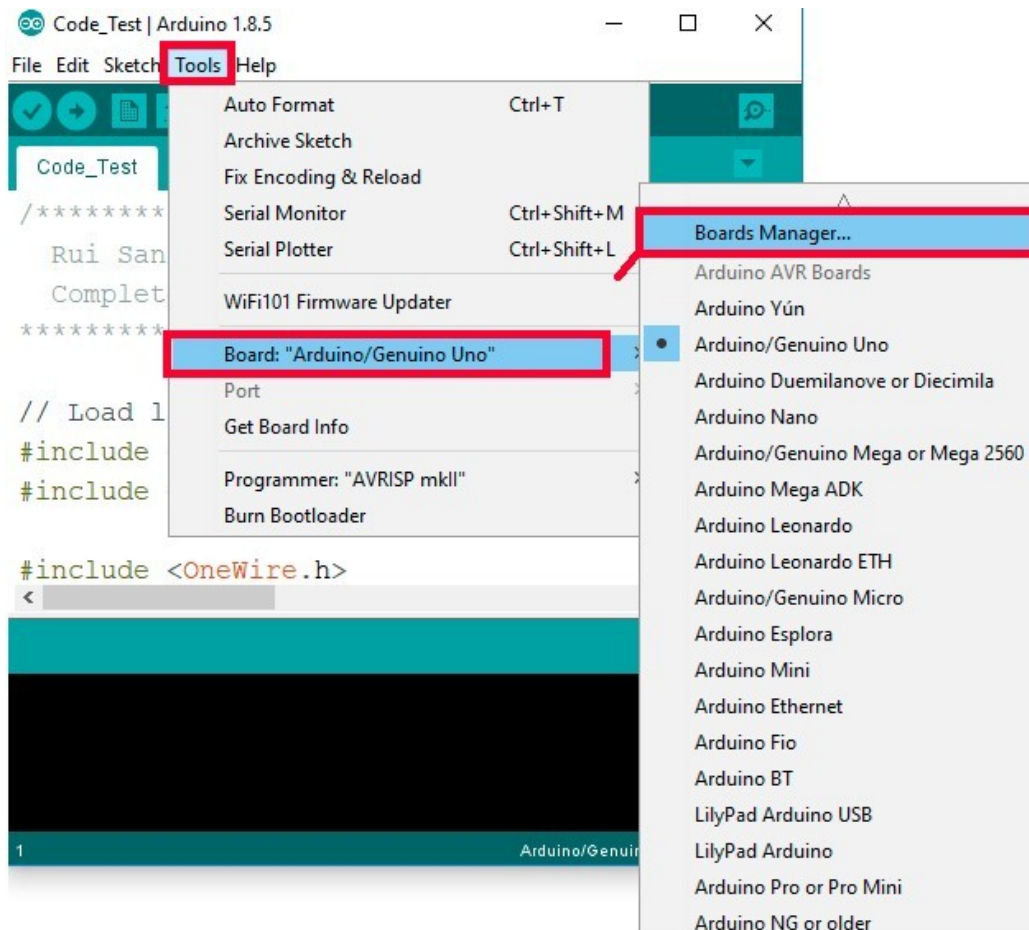 Code_Test | Arduino 1.8.5
File Edit Sketch Tools Help
Auto Format Ctrl+T
Archive Sketch
Fix Encoding & Reload
Serial Monitor Ctrl+Shift+M
Serial Plotter Ctrl+Shift+L
WiFi101 Firmware Updater
Board: "Arduino/Genuino Uno"
Port
Get Board Info
Programmer: "AVRISP mkII"
Burn Bootloader
Code_Test
/********
Rui San
Complet
*********
// Load l
#include
#include
#include <OneWire.h>
1 Arduino/Genuin
Boards Manager...
Arduino AVR Boards
Arduino Yún
Arduino/Genuino Uno
Arduino Duemilanove or Diecimila
Arduino Nano
Arduino/Genuino Mega or Mega 2560
Arduino Mega ADK
Arduino Leonardo
Arduino Leonardo ETH
Arduino/Genuino Micro
Arduino Esplora
Arduino Mini
Arduino Ethernet
Arduino Fio
Arduino BT
LilyPad Arduino USB
LilyPad Arduino
Arduino Pro or Pro Mini
Arduino NG or older